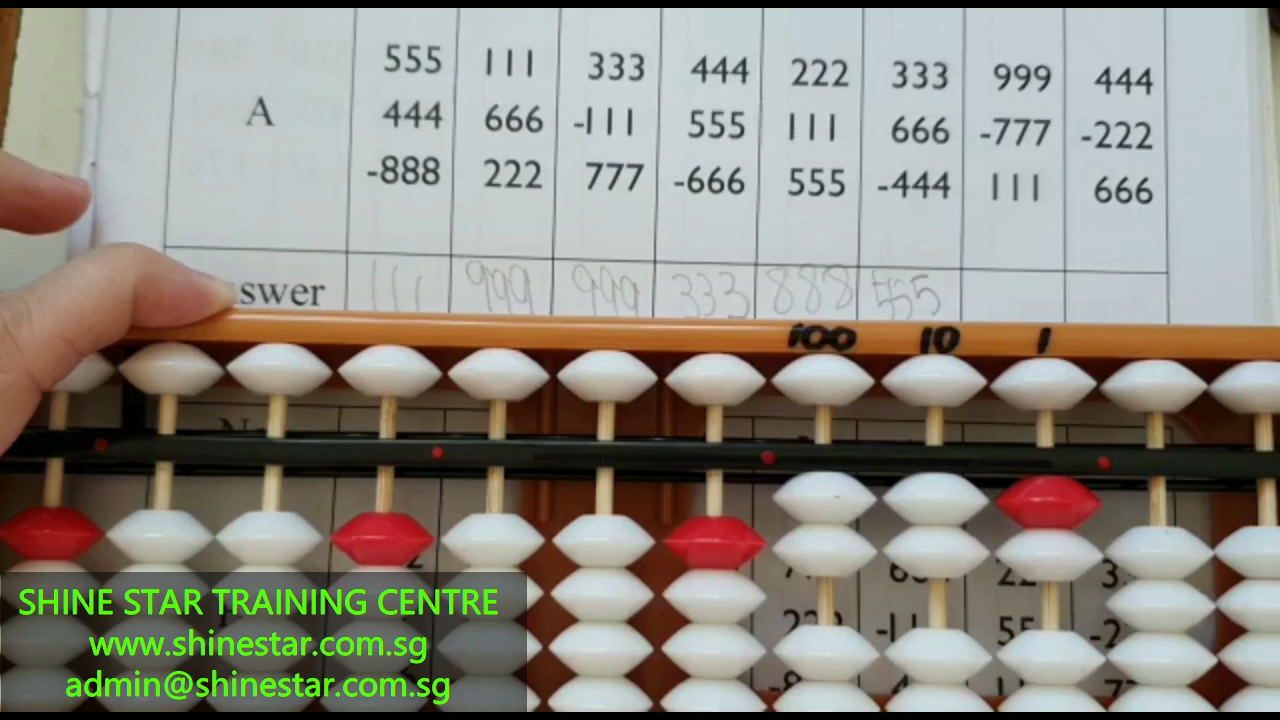 555 111 333 444 222 333 999 444
A 444 666 -111 555 111 666 -777 -222
-888 222 777 -666 555 -444 111 666
swer 111 999 999 333 888 555
100 10 1
SHINE STAR TRAINING CENTRE
www.shinestar.com.sg
admin@shinestar.com.sg